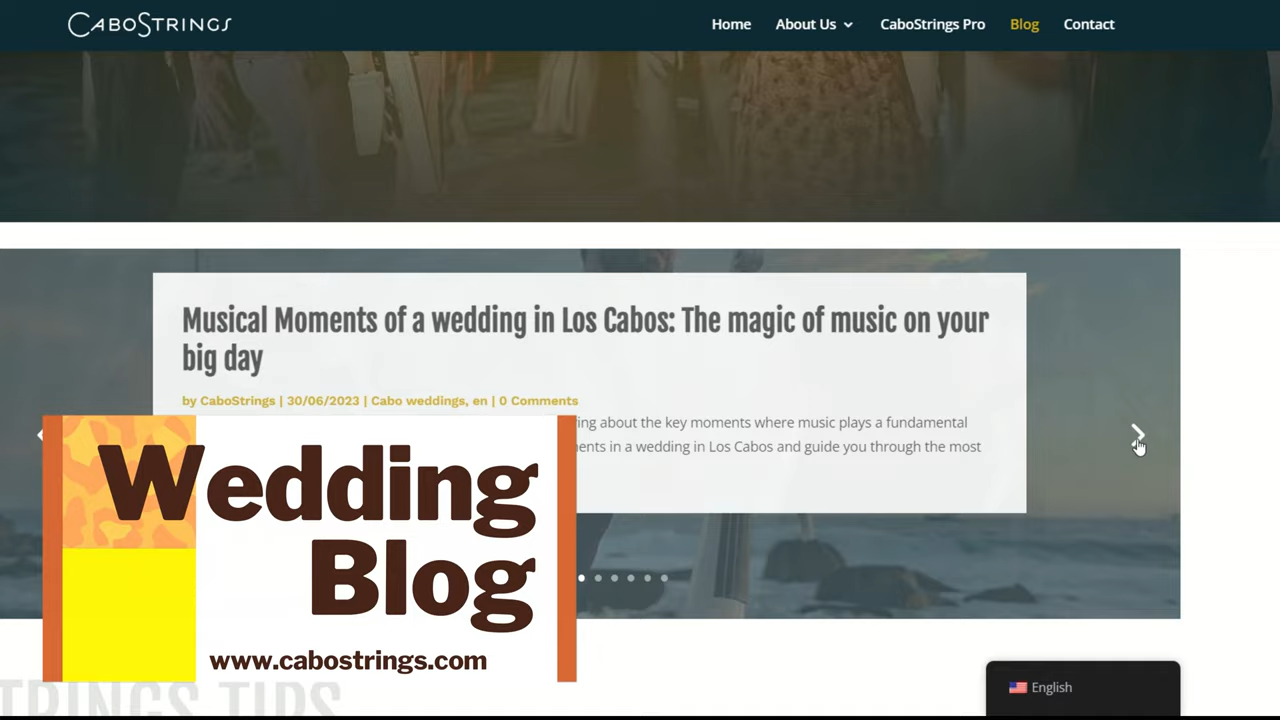 CABOSTRINGS
Home
About Us
CaboStrings Pro
Blog
Contact
Musical Moments of a wedding in Los Cabos: The magic of music on your
big day
by CaboStrings | 30/06/2023 | Cabo weddings, en | 0 Comments
about the key moments where music plays a fundamental
in a wedding in Los Cabos and guide you through the most
Wedding
Blog
www.cabostrings.com
TIPS
English